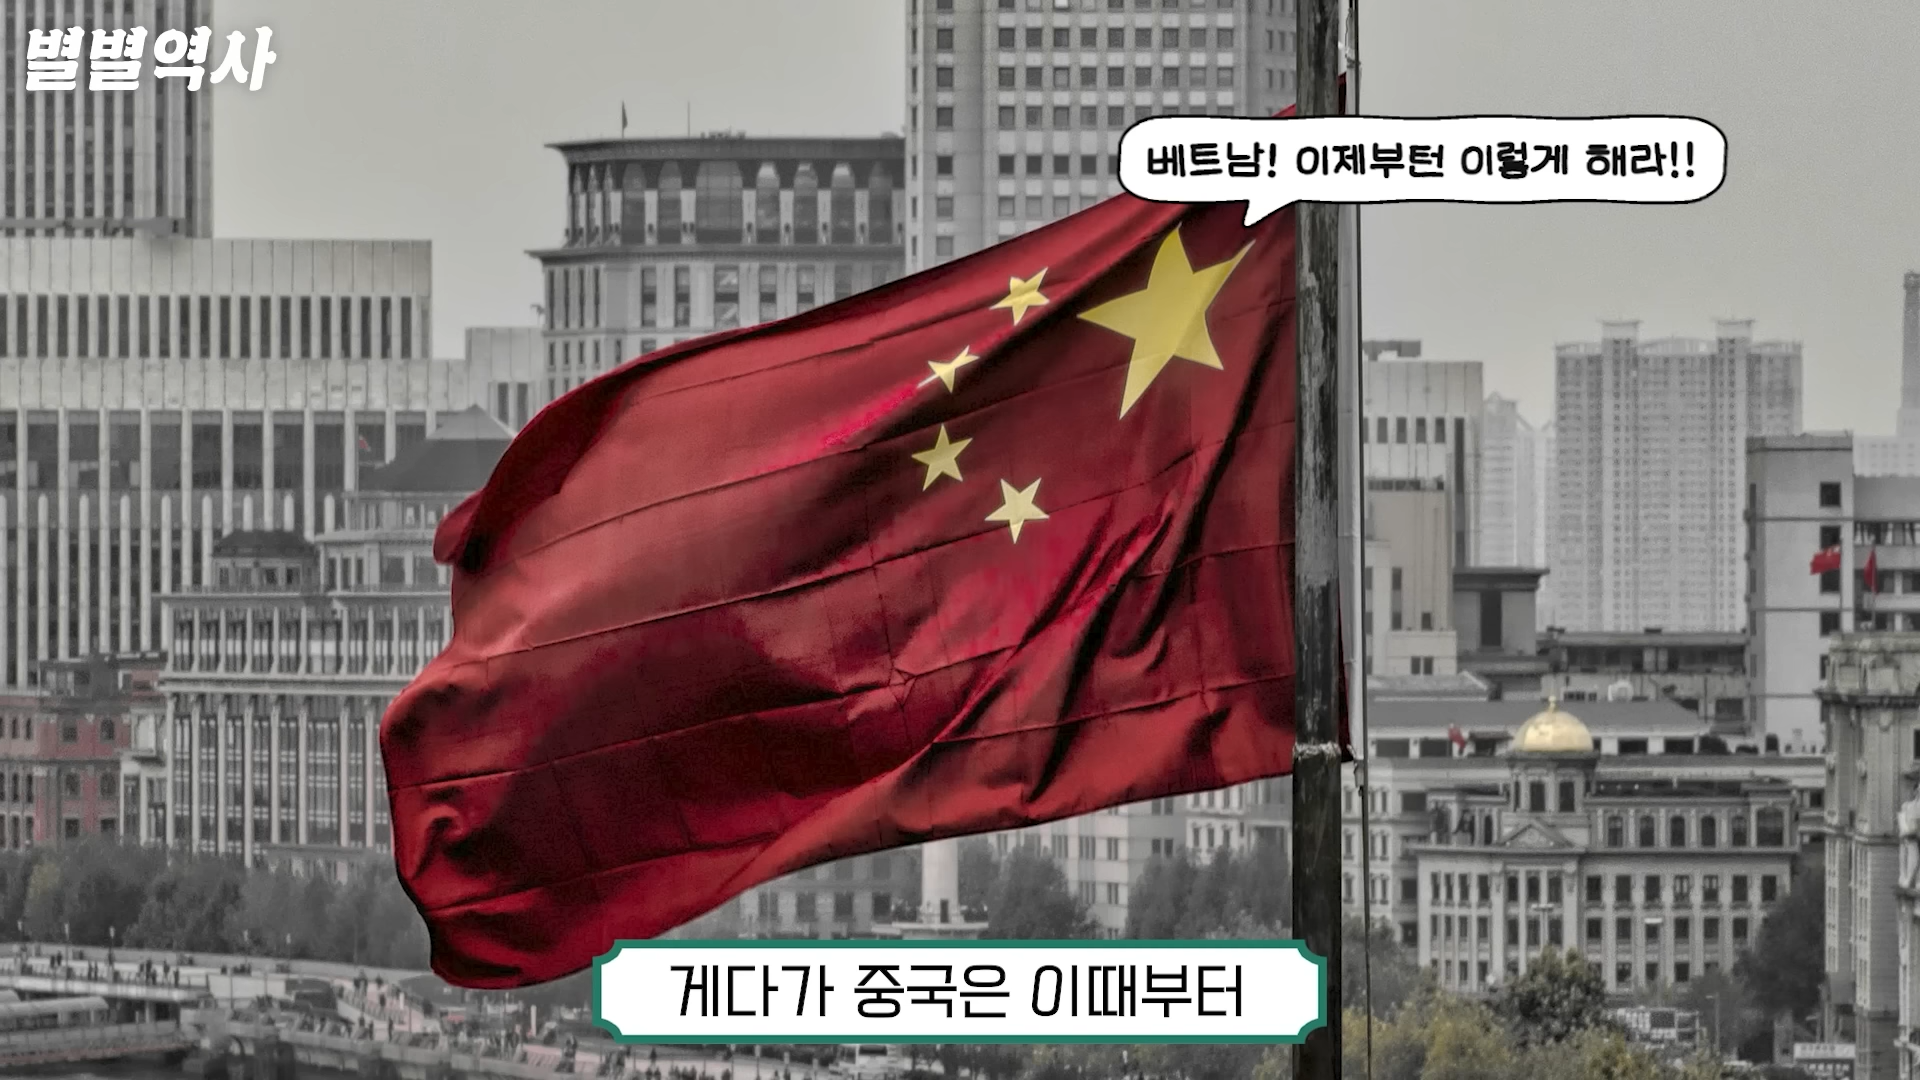 별별역사
베트남! 이제부턴 이렇게 해라!!
게다가 중국은 이때부터